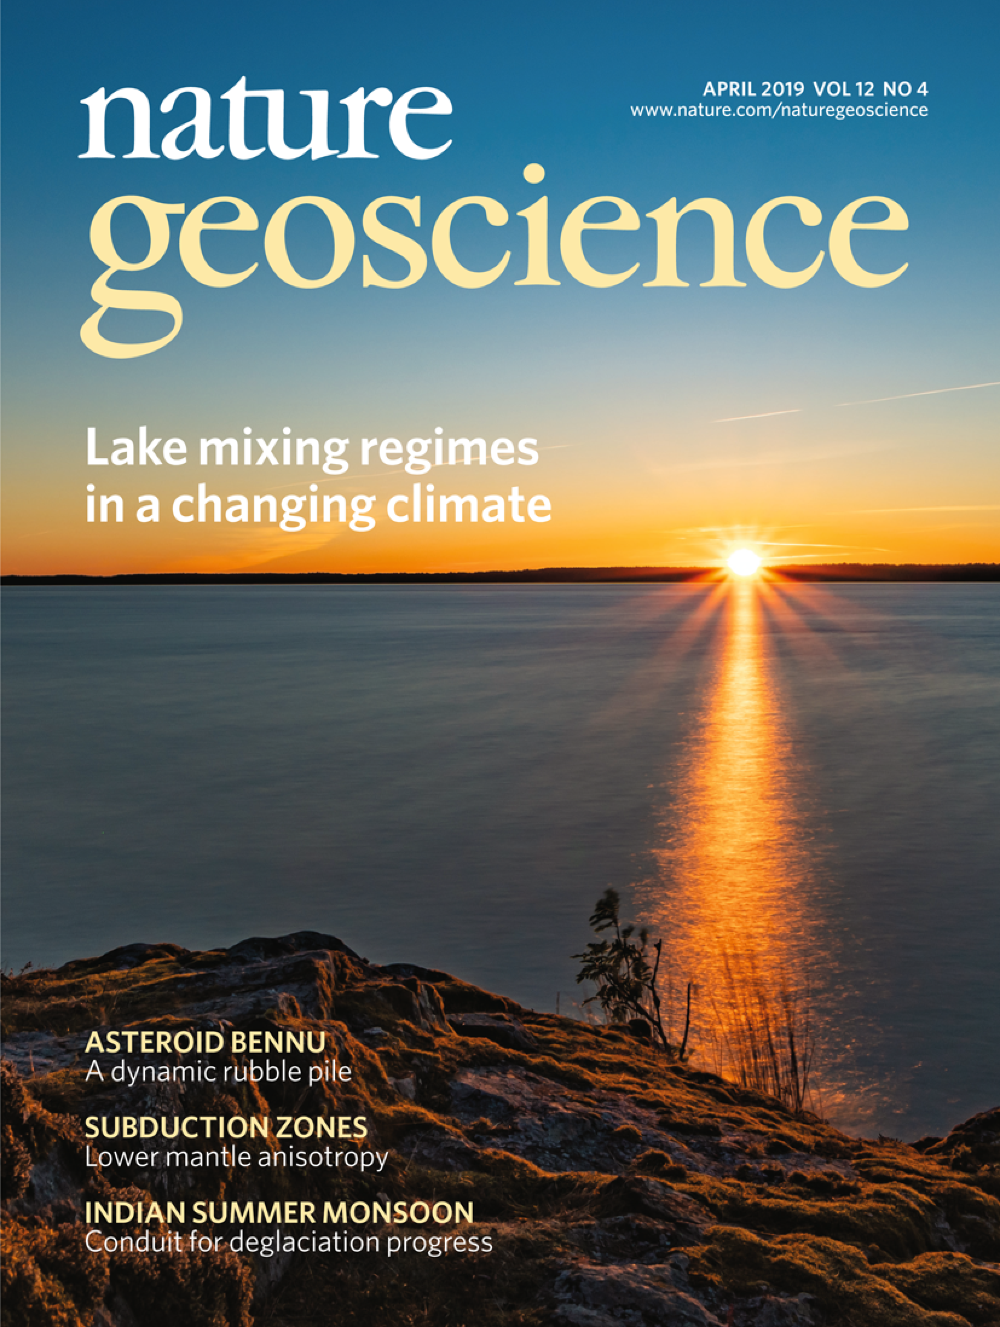 nature
geoscience
APRIL 2019 VOL 12 NO 4
www.nature.com/naturegeoscience
Lake mixing regimes
in a changing climate
ASTEROID BENNU
A dynamic rubble pile
SUBDUCTION ZONES
Lower mantle anisotropy
INDIAN SUMMER MONSOON
Conduit for deglaciation progress